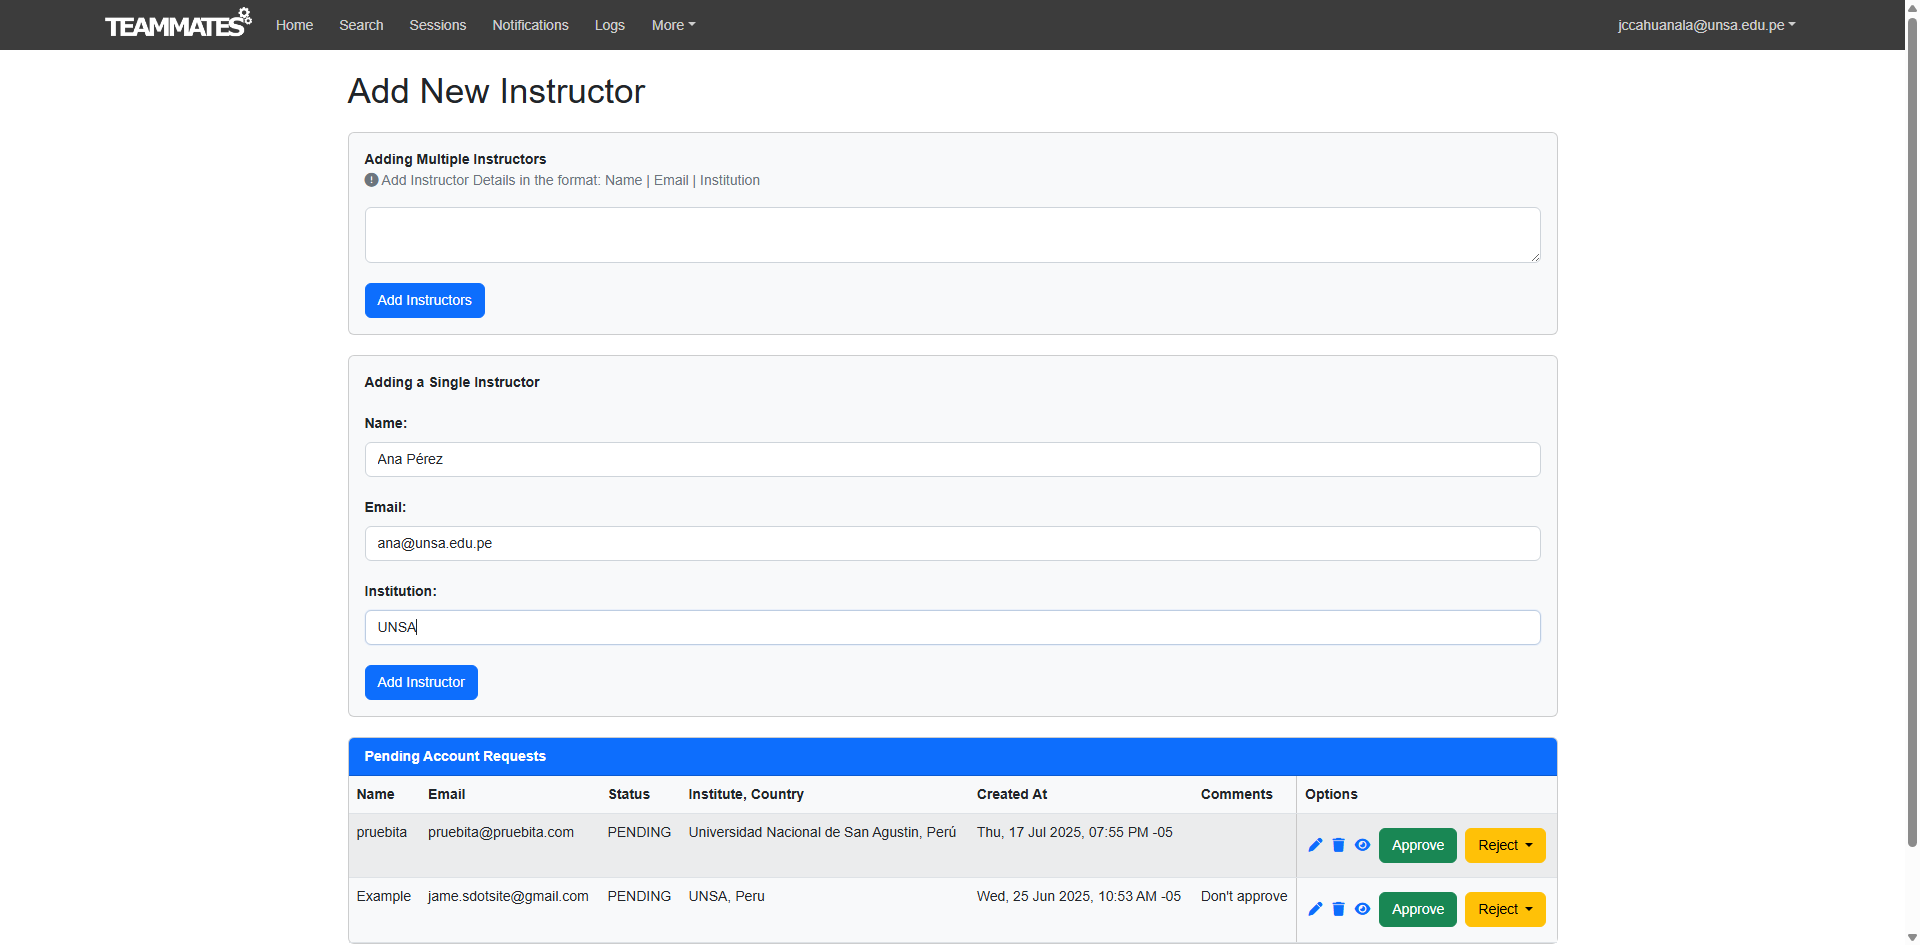 TEAMMATES Home Search Sessions Notifications Logs More jccahuanala@unsa.edu.pe
Add New Instructor
Adding Multiple Instructors
Add Instructor Details in the format: Name | Email | Institution
Add Instructors
Adding a Single Instructor
Name:
Ana Pérez
Email:
ana@unsa.edu.pe
Institution:
UNSA
Add Instructor
Pending Account Requests
Name Email Status Institute, Country Created At Comments Options
pruebita pruebita@pruebita.com PENDING Universidad Nacional de San Agustin, Perú Thu, 17 Jul 2025, 07:55 PM -05 Approve Reject
Example jame.sdotsite@gmail.com PENDING UNSA, Peru Wed, 25 Jun 2025, 10:53 AM -05 Don't approve Approve Reject